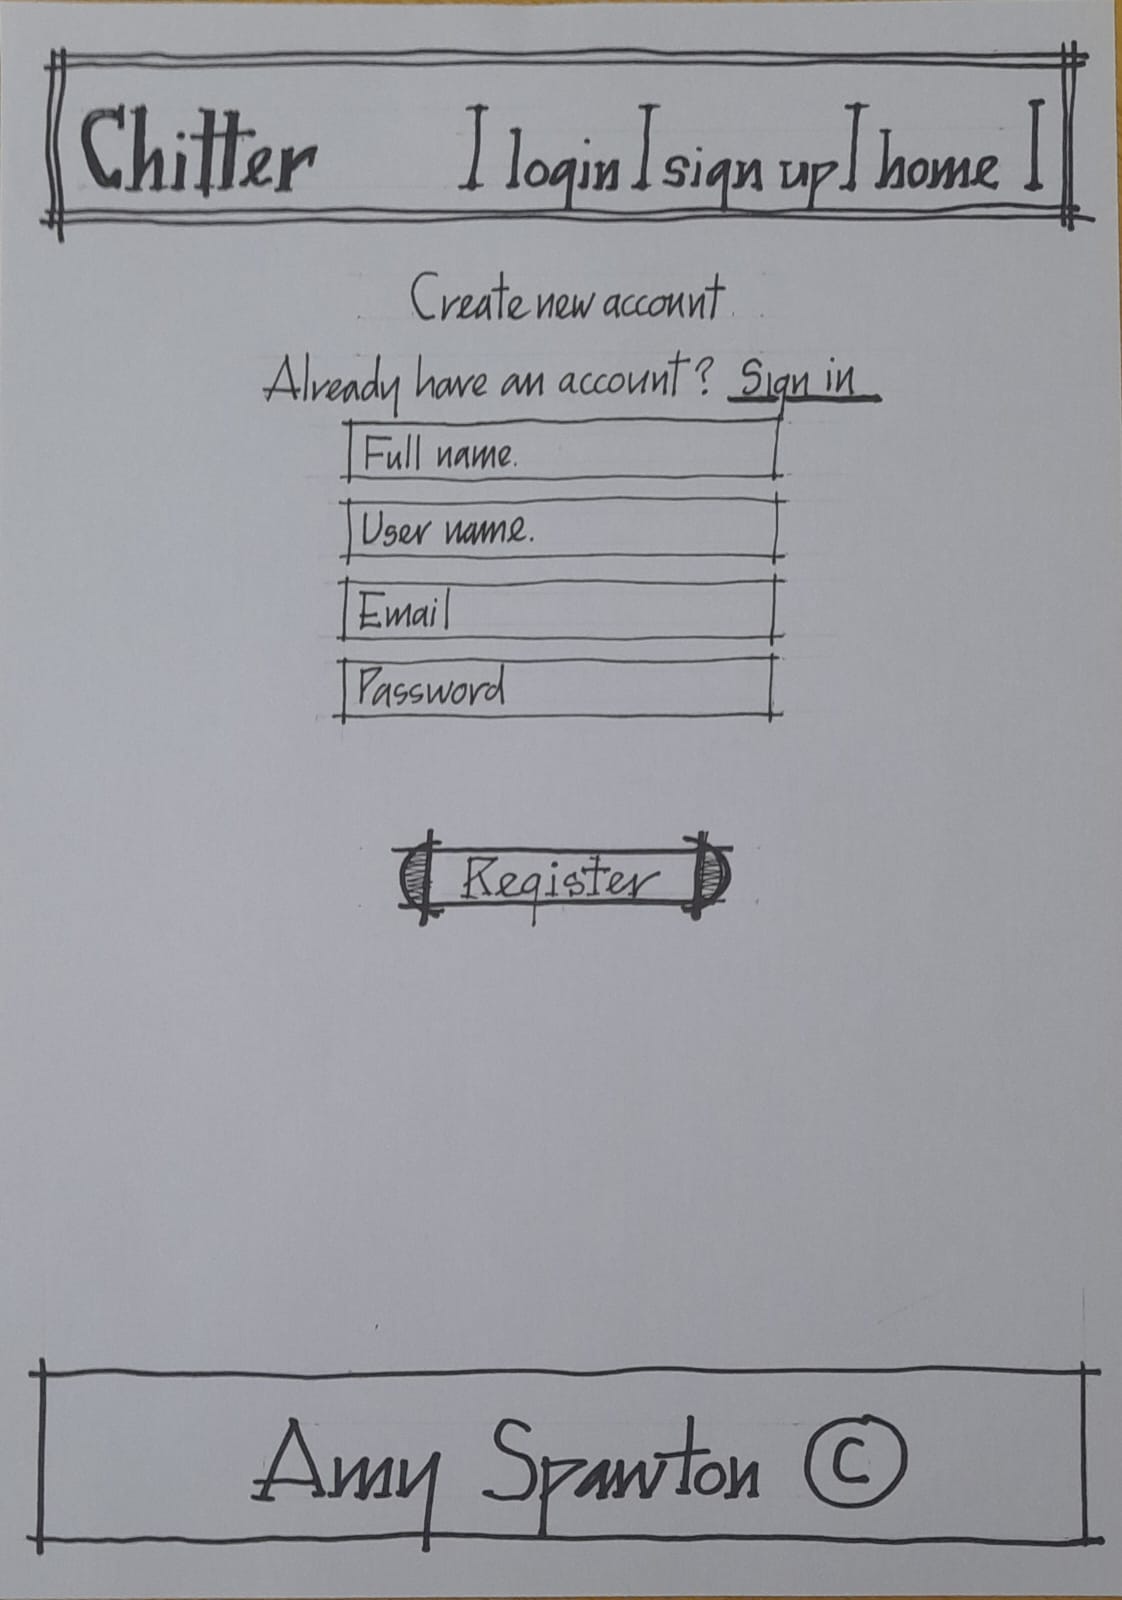 Chitter | login | sign up | home |
Create new account
Already have an account? Sign in
Full name.
User name.
Email
Password
Register
Amy Spawton ©